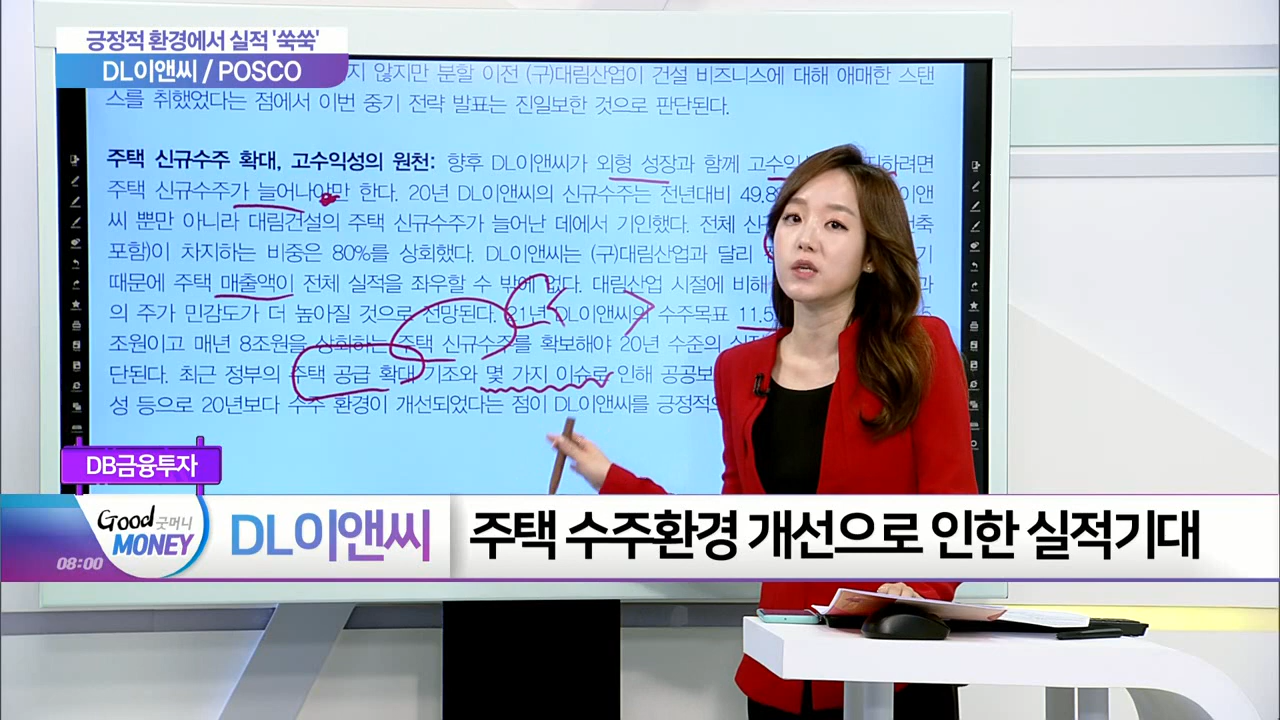 긍정적 환경에서 실적 '쑥쑥'
DL이앤씨 / POSCO
지 않지만 분할 이전 (구)대림산업이 건설 비즈니스에 대해 애매한 스탠
스를 취했었다는 점에서 이번 중기 전략 발표는 진일보한 것으로 판단된다.
주택 신규수주 확대, 고수익성의 원천: 향후 DL이앤씨가 외형 성장과 함께 고수익 하려면
주택 신규수주가 늘어나야만 한다. 20년 DL이앤씨의 신규수주는 전년대비 49.8 이앤
씨 뿐만 아니라 대림건설의 주택 신규수주가 늘어난 데에서 기인했다. 전체 신 건축
포함)이 차지하는 비중은 80%를 상회했다. DL이앤씨는 (구)대림산업과 달리 기
때문에 주택 매출액이 전체 실적을 좌우할 수 밖에 없다. 대림산업 시절에 비해 과
의 주가 민감도가 더 높아질 것으로 전망된다. 21년 DL이앤씨의 수주목표 11.5 5
조원이고 매년 8조원을 상회하는 주택 신규수주를 확보해야 20년 수준의 실적
단된다. 최근 정부의 주택 공급 확대 기조와 몇 가지 이슈로 인해 공공
성 등으로 20년보다 수주 환경이 개선되었다는 점이 DL이앤씨를 긍정적으
DB금융투자
Good 굿머니
MONEY
08:00
DL이앤씨
주택 수주환경 개선으로 인한 실적기대